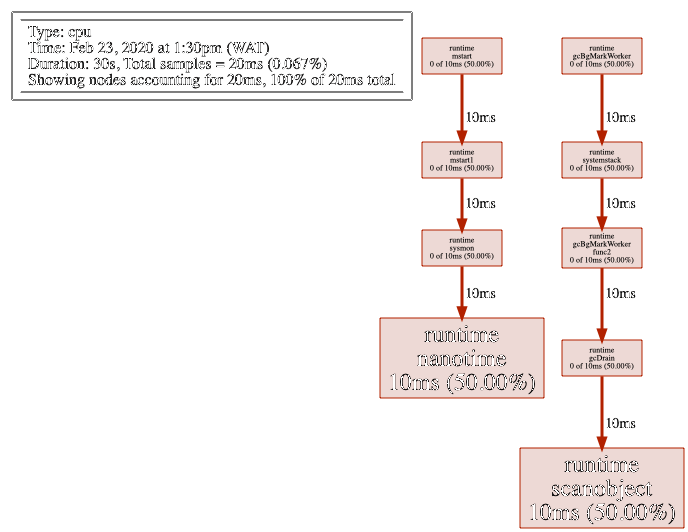 Type: cpu
Time: Feb 23, 2020 at 1:30pm (WAT)
Duration: 30s, Total samples = 20ms (0.067%)
Showing nodes accounting for 20ms, 100% of 20ms total
runtime
mstart
0 of 10ms (50.00%)
10ms
runtime
mstart1
0 of 10ms (50.00%)
10ms
runtime
sysmon
0 of 10ms (50.00%)
10ms
runtime
nanotime
10ms (50.00%)
runtime
gcBgMarkWorker
0 of 10ms (50.00%)
10ms
runtime
systemstack
0 of 10ms (50.00%)
10ms
runtime
gcBgMarkWorker
func2
0 of 10ms (50.00%)
10ms
runtime
gcDrain
0 of 10ms (50.00%)
10ms
runtime
scanobject
10ms (50.00%)